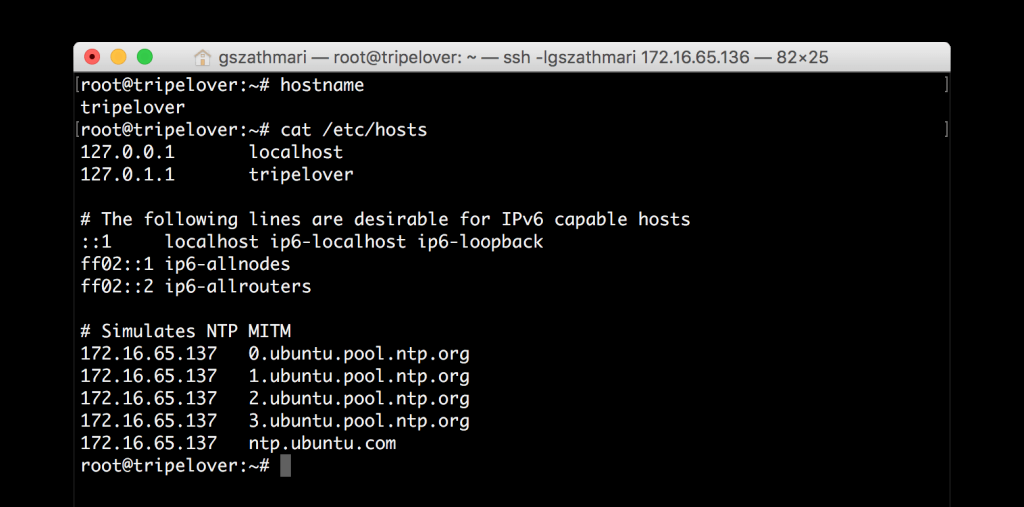 gszathmari — root@tripelover: ~ — ssh -lgszathmari 172.16.65.136 — 82×25
[root@tripelover:~# hostname ]
tripelover
[root@tripelover:~# cat /etc/hosts ]
127.0.0.1       localhost
127.0.1.1       tripelover
# The following lines are desirable for IPv6 capable hosts
::1     localhost ip6-localhost ip6-loopback
ff02::1 ip6-allnodes
ff02::2 ip6-allrouters
# Simulates NTP MITM
172.16.65.137   0.ubuntu.pool.ntp.org
172.16.65.137   1.ubuntu.pool.ntp.org
172.16.65.137   2.ubuntu.pool.ntp.org
172.16.65.137   3.ubuntu.pool.ntp.org
172.16.65.137   ntp.ubuntu.com
root@tripelover:~#